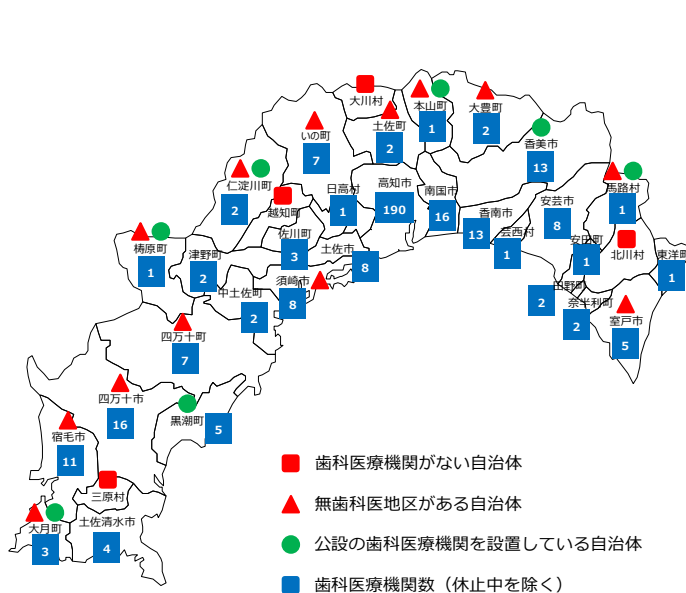 大川村
本山町
1
大豊町
2
土佐町
2
いの町
7
香美市
13
仁淀川町
2
越知町
日高村
1
高知市
190
南国市
16
馬路村
1
安芸市
8
香南市
13
芸西村
1
安田町
1
北川村
東洋町
1
梼原町
1
津野町
2
佐川町
3
土佐市
8
須崎市
8
中土佐町
2
田野町
2
奈半利町
2
室戸市
5
四万十町
7
四万十市
16
黒潮町
5
宿毛市
11
三原村
大月町
3
土佐清水市
4
歯科医療機関がない自治体
無歯科医地区がある自治体
公設の歯科医療機関を設置している自治体
歯科医療機関数（休止中を除く）